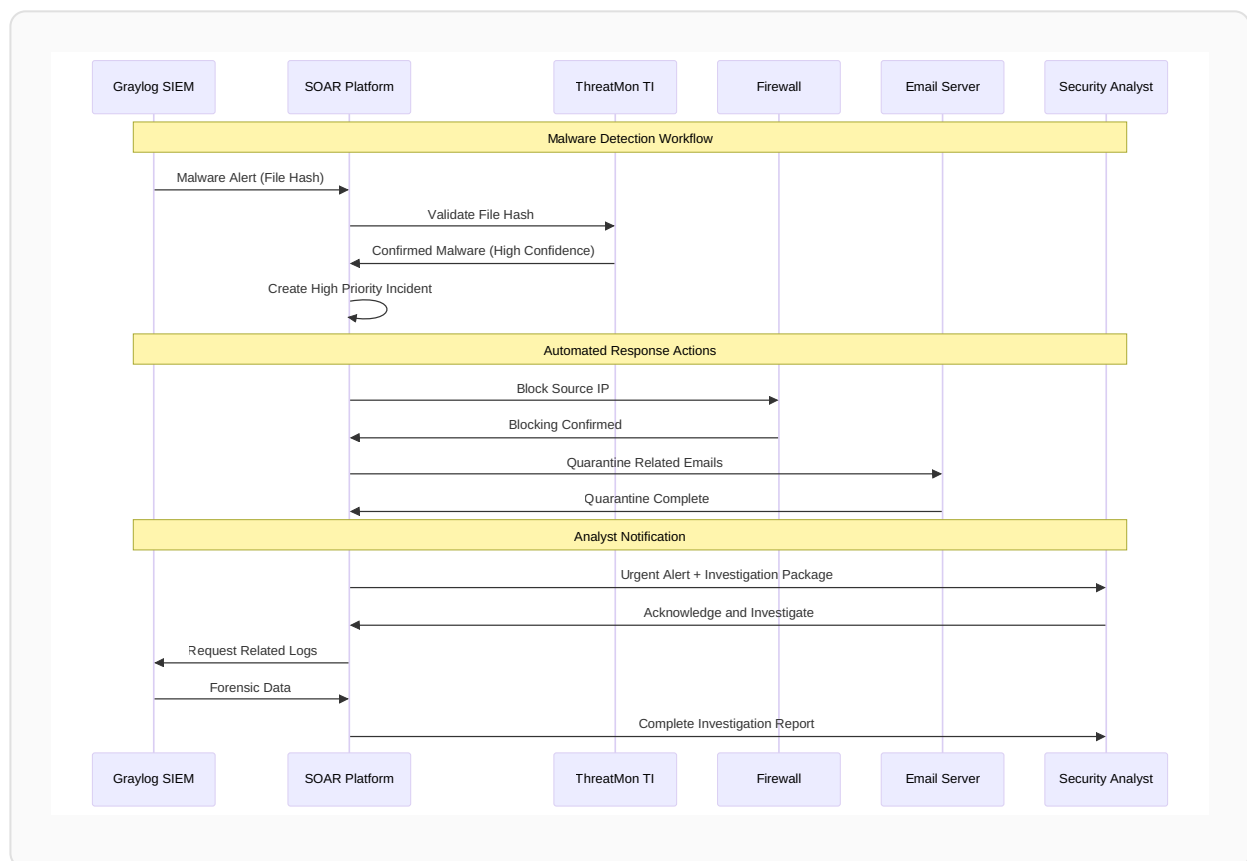 Graylog SIEM
SOAR Platform
ThreatMon TI
Firewall
Email Server
Security Analyst
Malware Detection Workflow
Malware Alert (File Hash)
Validate File Hash
Confirmed Malware (High Confidence)
Create High Priority Incident
Automated Response Actions
Block Source IP
Blocking Confirmed
Quarantine Related Emails
Quarantine Complete
Analyst Notification
Urgent Alert + Investigation Package
Acknowledge and Investigate
Request Related Logs
Forensic Data
Complete Investigation Report
Graylog SIEM
SOAR Platform
ThreatMon TI
Firewall
Email Server
Security Analyst